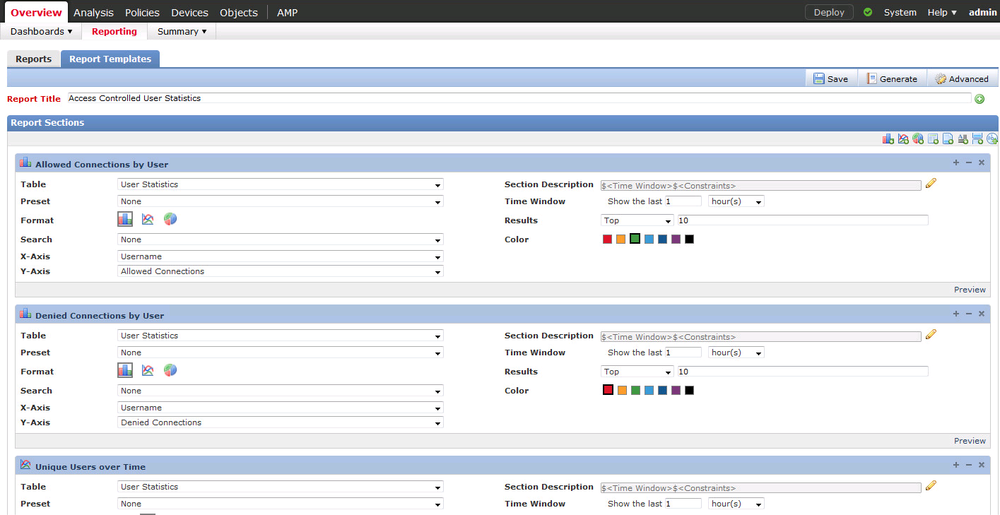 Overview Analysis Policies Devices Objects AMP Deploy System Help ▼ admin
Dashboards ▼ Reporting Summary ▼
Reports Report Templates
Save Generate Advanced
Report Title Access Controlled User Statistics
Report Sections
Allowed Connections by User
Table User Statistics Section Description $<Time Window>$<Constraints>
Preset None Time Window Show the last 1 hour(s)
Format Results Top 10
Search None Color
X-Axis Username
Y-Axis Allowed Connections
Preview
Denied Connections by User
Table User Statistics Section Description $<Time Window>$<Constraints>
Preset None Time Window Show the last 1 hour(s)
Format Results Top 10
Search None Color
X-Axis Username
Y-Axis Denied Connections
Preview
Unique Users over Time
Table User Statistics Section Description $<Time Window>$<Constraints>
Preset None Time Window Show the last 1 hour(s)